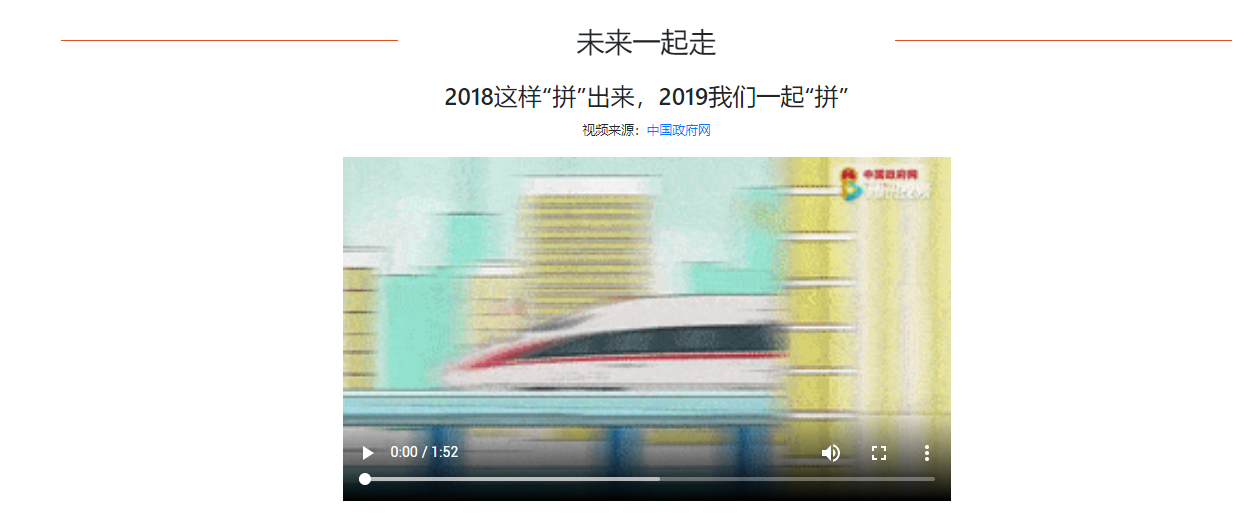 未来一起走
2018这样“拼”出来，2019我们一起“拼”
视频来源：中国政府网
中国政府网
0:00 / 1:52